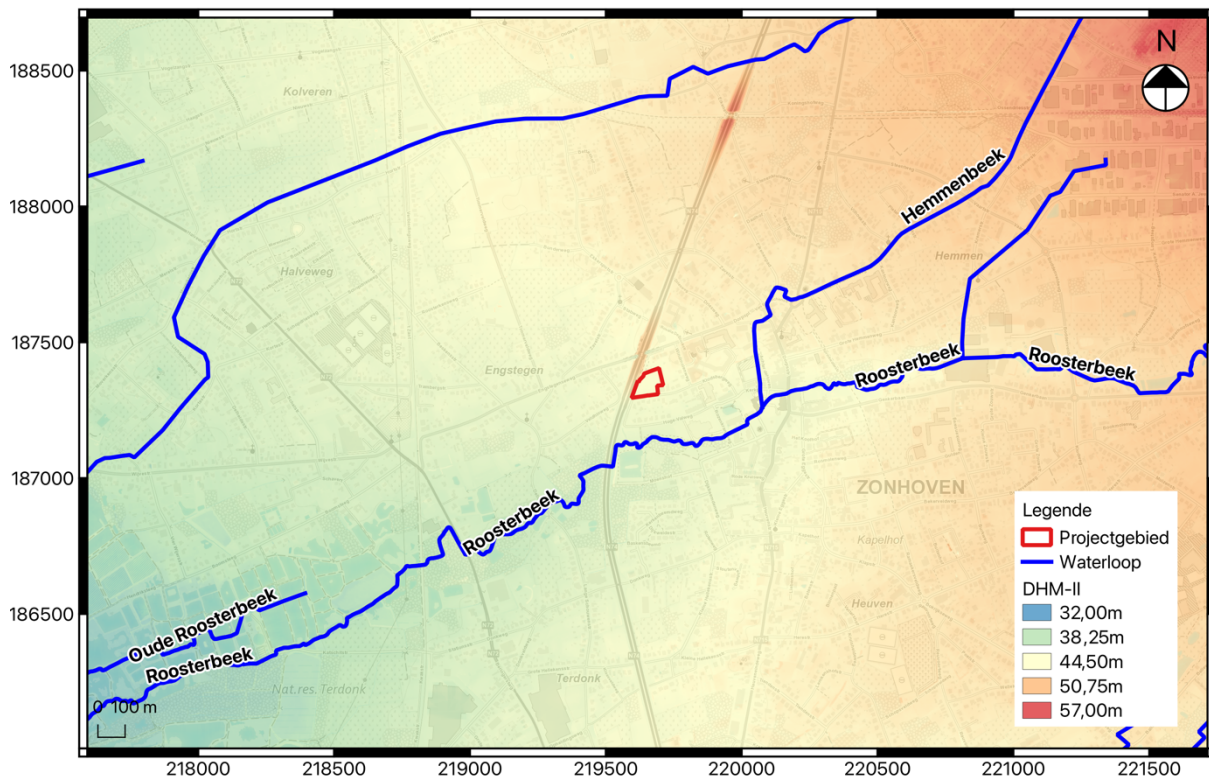 188500
188000
187500
187000
186500
218000
218500
219000
219500
220000
220500
221000
221500
N
Kolveren
Hemmenbeek
Halveweg
Hemmen
Engstegen
Roosterbeek
Roosterbeek
ZONHOVEN
Roosterbeek
Kapelhof
Heuven
Oude Roosterbeek
Roosterbeek
Nat.res. Terdonk
Terdonk
0 100 m
Legende
Projectgebied
Waterloop
DHM-II
32,00m
38,25m
44,50m
50,75m
57,00m